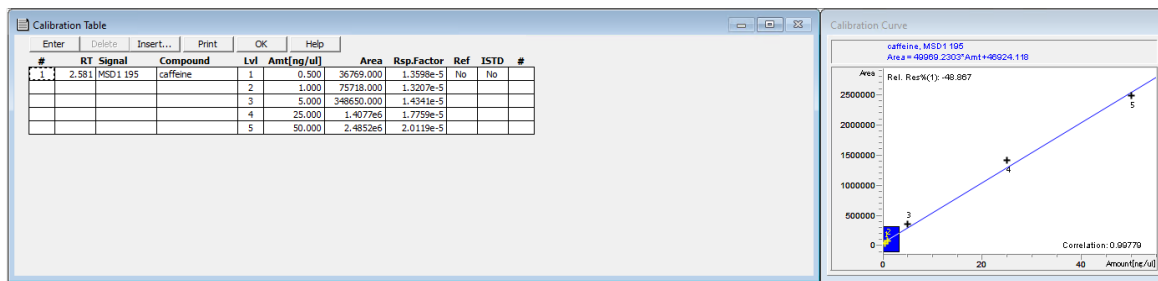 Calibration Table
Enter Delete Insert... Print OK Help
# RT Signal Compound Lvl Amt[ng/ul] Area Rsp.Factor Ref ISTD #
1 2.581 MSD1 195 caffeine 1 0.500 36769.000 1.3598e-5 No No
2 1.000 75718.000 1.3207e-5
3 5.000 348650.000 1.4341e-5
4 25.000 1.4077e6 1.7759e-5
5 50.000 2.4852e6 2.0119e-5
Calibration Curve
caffeine, MSD1 195
Area = 49969.2303*Amt+46924.118
Area
Rel. Res%(1): -48.867
2500000
5
2000000
1500000
4
1000000
500000
3
2
0
Correlation: 0.99779
0 20 40 Amount[ng/ul]